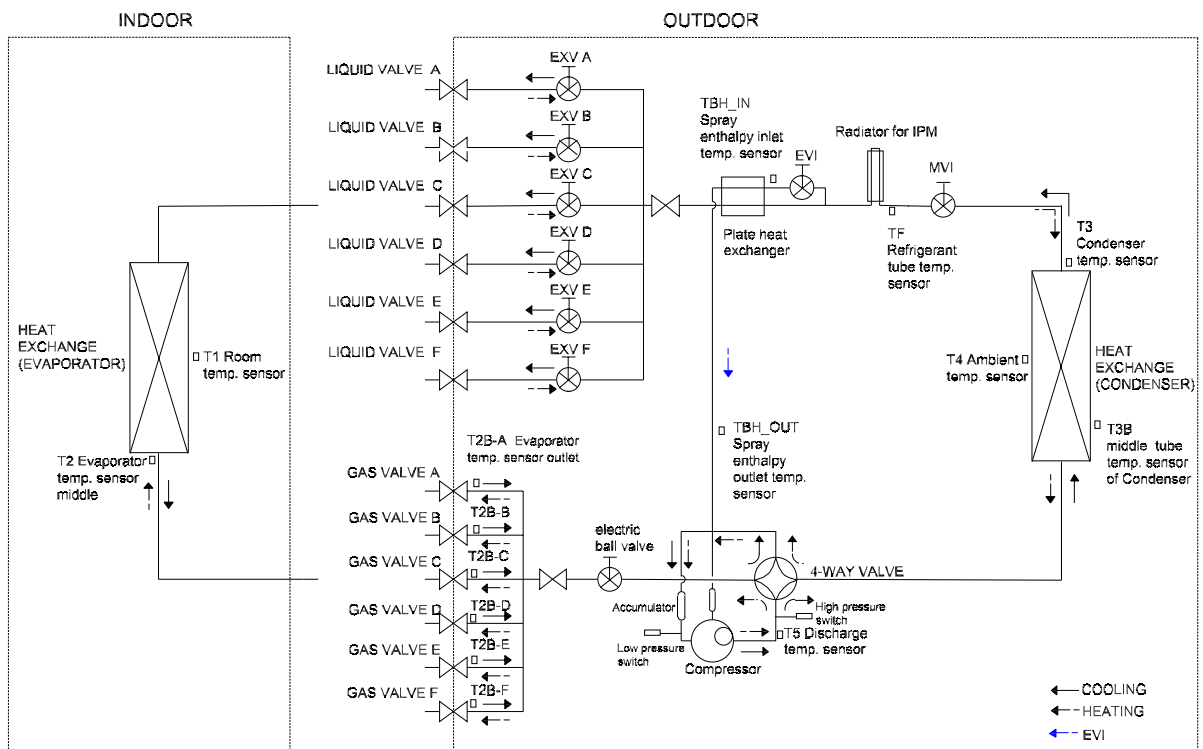 INDOOR
OUTDOOR
LIQUID VALVE A
EXV A
LIQUID VALVE B
EXV B
LIQUID VALVE C
EXV C
LIQUID VALVE D
EXV D
LIQUID VALVE E
EXV E
LIQUID VALVE F
EXV F
TBH_IN
Spray
enthalpy inlet
temp. sensor
EVI
Radiator for IPM
MVI
Plate heat
exchanger
TF
Refrigerant
tube temp.
sensor
T3
Condenser
temp. sensor
HEAT
EXCHANGE
(EVAPORATOR)
T1 Room
temp. sensor
T4 Ambient
temp. sensor
HEAT
EXCHANGE
(CONDENSER)
T2 Evaporator
temp. sensor
middle
T3B
middle tube
temp. sensor
of Condenser
TBH_OUT
Spray
enthalpy
outlet temp.
sensor
T2B-A Evaporator
temp. sensor outlet
GAS VALVE A
GAS VALVE B
T2B-B
GAS VALVE C
T2B-C
GAS VALVE D
T2B-D
GAS VALVE E
T2B-E
GAS VALVE F
T2B-F
electric
ball valve
4-WAY VALVE
Accumulator
High pressure
switch
Low pressure
switch
T5 Discharge
temp. sensor
Compressor
COOLING
HEATING
EVI